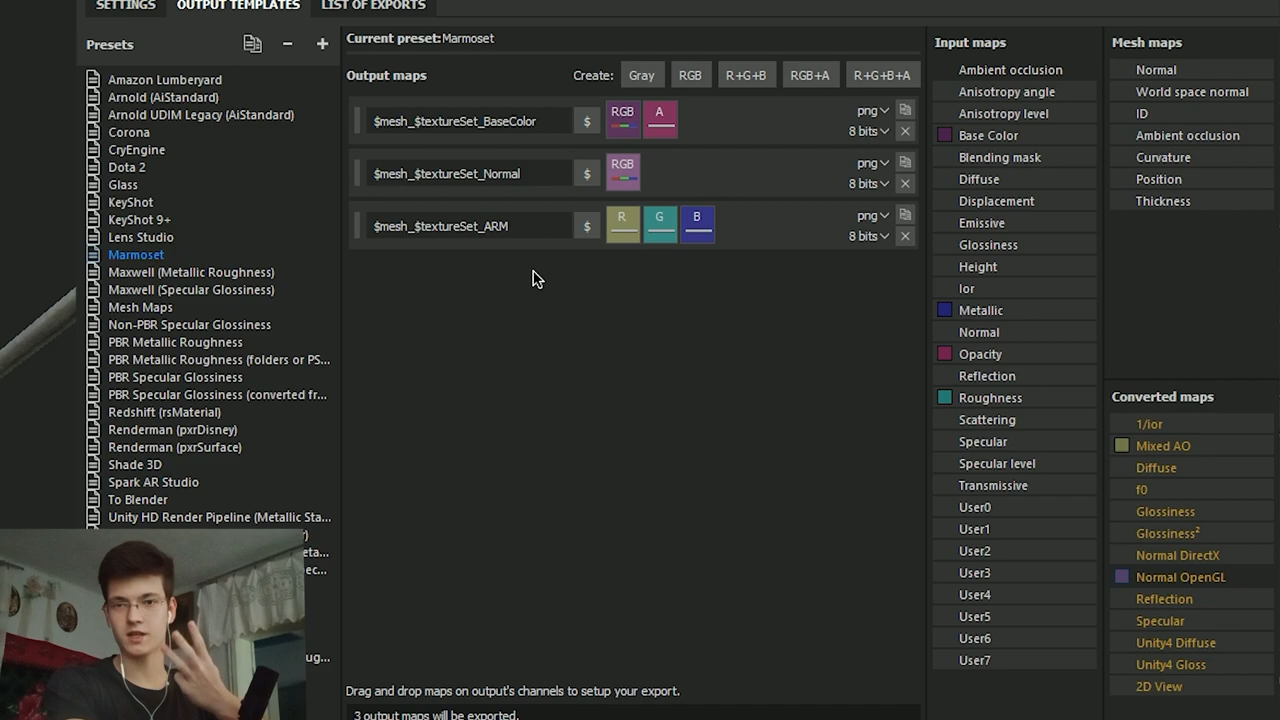 SETTINGS
OUTPUT TEMPLATES
LIST OF EXPORTS
Presets
Amazon Lumberyard
Arnold (AiStandard)
Arnold UDIM Legacy (AiStandard)
Corona
CryEngine
Dota 2
Glass
KeyShot
KeyShot 9+
Lens Studio
Marmoset
Maxwell (Metallic Roughness)
Maxwell (Specular Glossiness)
Mesh Maps
Non-PBR Specular Glossiness
PBR Metallic Roughness
PBR Metallic Roughness (folders or PS...
PBR Specular Glossiness
PBR Specular Glossiness (converted fr...
Redshift (rsMaterial)
Renderman (pxrDisney)
Renderman (pxrSurface)
Shade 3D
Spark AR Studio
To Blender
Unity HD Render Pipeline (Metallic Sta...
Current preset:Marmoset
Output maps
Create: Gray RGB R+G+B RGB+A R+G+B+A
$mesh_$textureSet_BaseColor $ RGB A png
8 bits
$mesh_$textureSet_Normal $ RGB png
8 bits
$mesh_$textureSet_ARM $ R G B png
8 bits
Drag and drop maps on output's channels to setup your export.
3 output maps will be exported.
Input maps
Ambient occlusion
Anisotropy angle
Anisotropy level
Base Color
Blending mask
Diffuse
Displacement
Emissive
Glossiness
Height
Ior
Metallic
Normal
Opacity
Reflection
Roughness
Scattering
Specular
Specular level
Transmissive
User0
User1
User2
User3
User4
User5
User6
User7
Mesh maps
Normal
World space normal
ID
Ambient occlusion
Curvature
Position
Thickness
Converted maps
1/ior
Mixed AO
Diffuse
f0
Glossiness
Glossiness²
Normal DirectX
Normal OpenGL
Reflection
Specular
Unity4 Diffuse
Unity4 Gloss
2D View